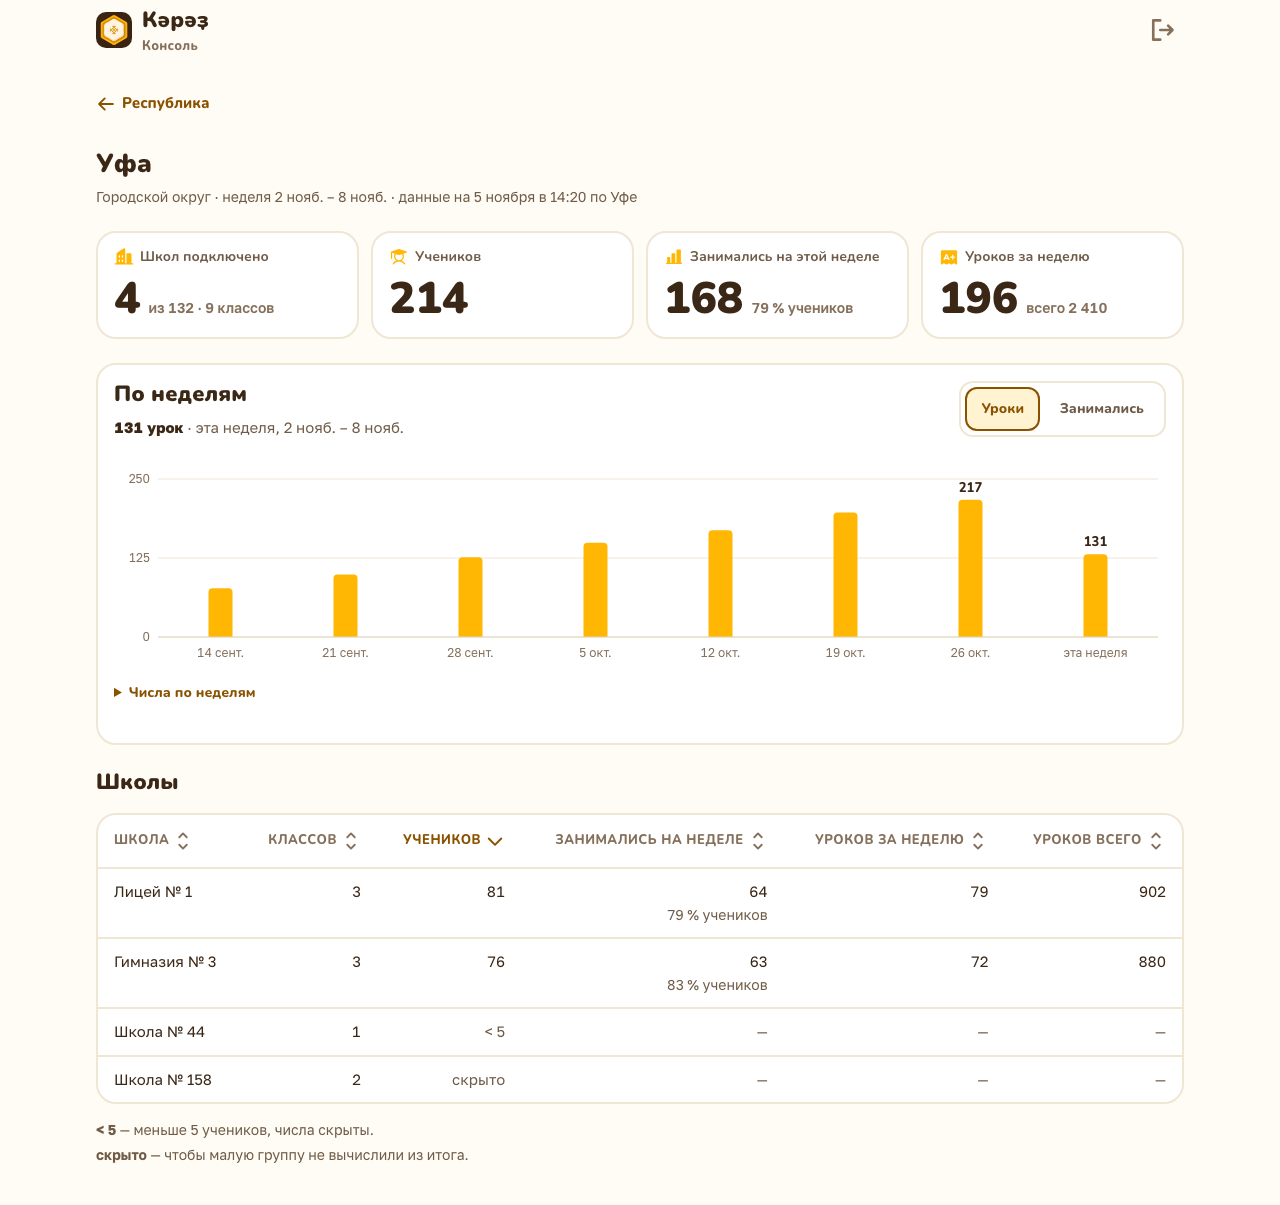 Кәрәҙ
Консоль
Республика
Уфа
Городской округ · неделя 2 нояб. – 8 нояб. · данные на 5 ноября в 14:20 по Уфе
Школ подключено
4 из 132 · 9 классов
Учеников
214
Занимались на этой неделе
168 79 % учеников
A+ Уроков за неделю
196 всего 2 410
По неделям
131 урок · эта неделя, 2 нояб. – 8 нояб.
Уроки Занимались
250
125
0
217
131
14 сент. 21 сент. 28 сент. 5 окт. 12 окт. 19 окт. 26 окт. эта неделя
Числа по неделям
Школы
ШКОЛА КЛАССОВ УЧЕНИКОВ ЗАНИМАЛИСЬ НА НЕДЕЛЕ УРОКОВ ЗА НЕДЕЛЮ УРОКОВ ВСЕГО
Лицей № 1 3 81 64 79 902
79 % учеников
Гимназия № 3 3 76 63 72 880
83 % учеников
Школа № 44 1 < 5 — — —
Школа № 158 2 скрыто — — —
< 5 — меньше 5 учеников, числа скрыты.
скрыто — чтобы малую группу не вычислили из итога.